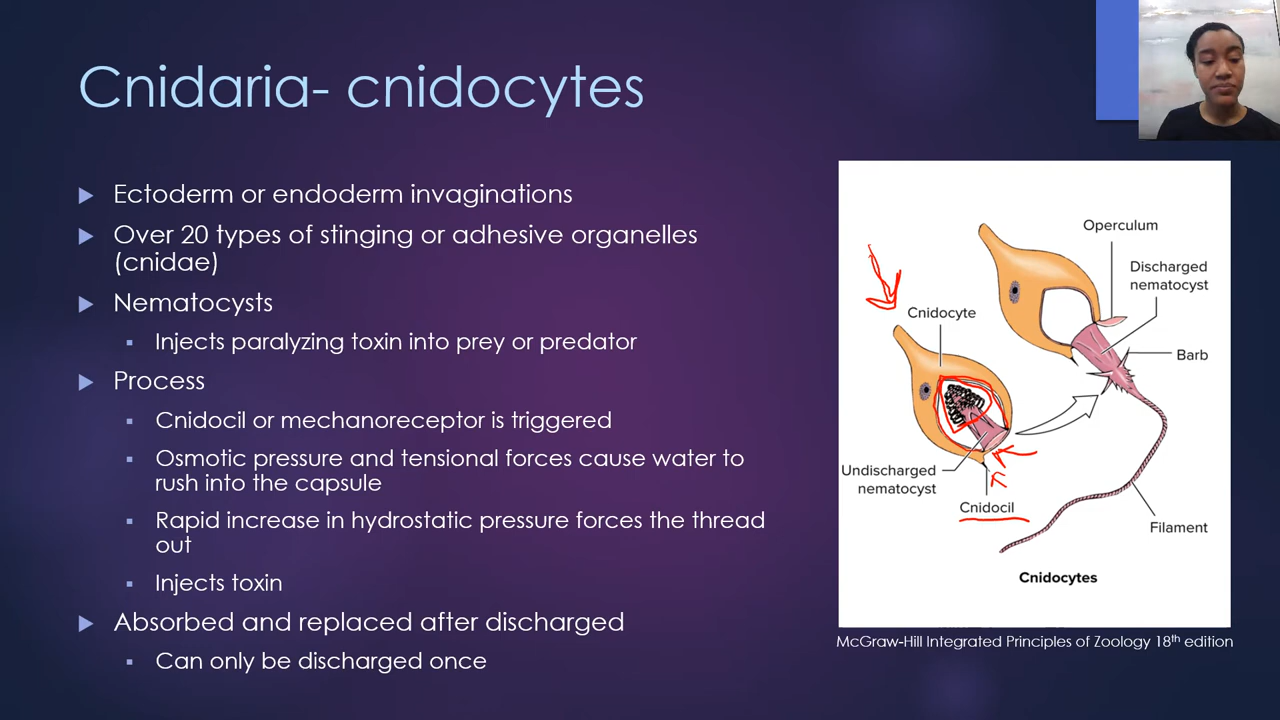 Cnidaria- cnidocytes
Ectoderm or endoderm invaginations
Over 20 types of stinging or adhesive organelles
(cnidae)
Nematocysts
Injects paralyzing toxin into prey or predator
Process
Cnidocil or mechanoreceptor is triggered
Osmotic pressure and tensional forces cause water to
rush into the capsule
Rapid increase in hydrostatic pressure forces the thread
out
Injects toxin
Absorbed and replaced after discharged
Can only be discharged once
Operculum
Discharged
nematocyst
Cnidocyte
Barb
Undischarged
nematocyst
Cnidocil
Filament
Cnidocytes
McGraw-Hill Integrated Principles of Zoology 18th edition